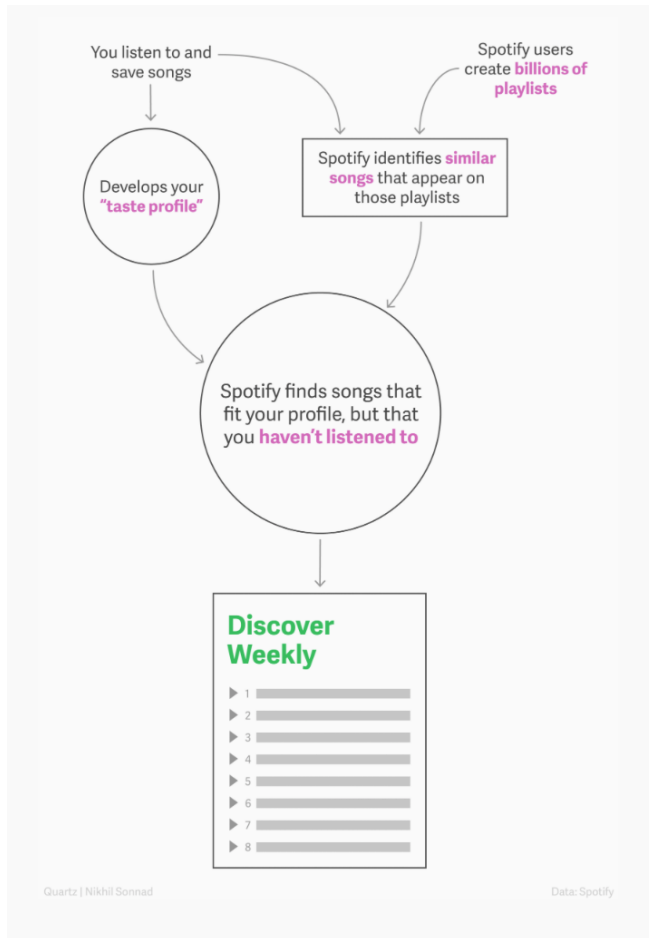 You listen to and
save songs
Spotify users
create billions of
playlists
Develops your
“taste profile”
Spotify identifies similar
songs that appear on
those playlists
Spotify finds songs that
fit your profile, but that
you haven’t listened to
Discover
Weekly
1
2
3
4
5
6
7
8
Quartz | Nikhil Sonnad
Data: Spotify